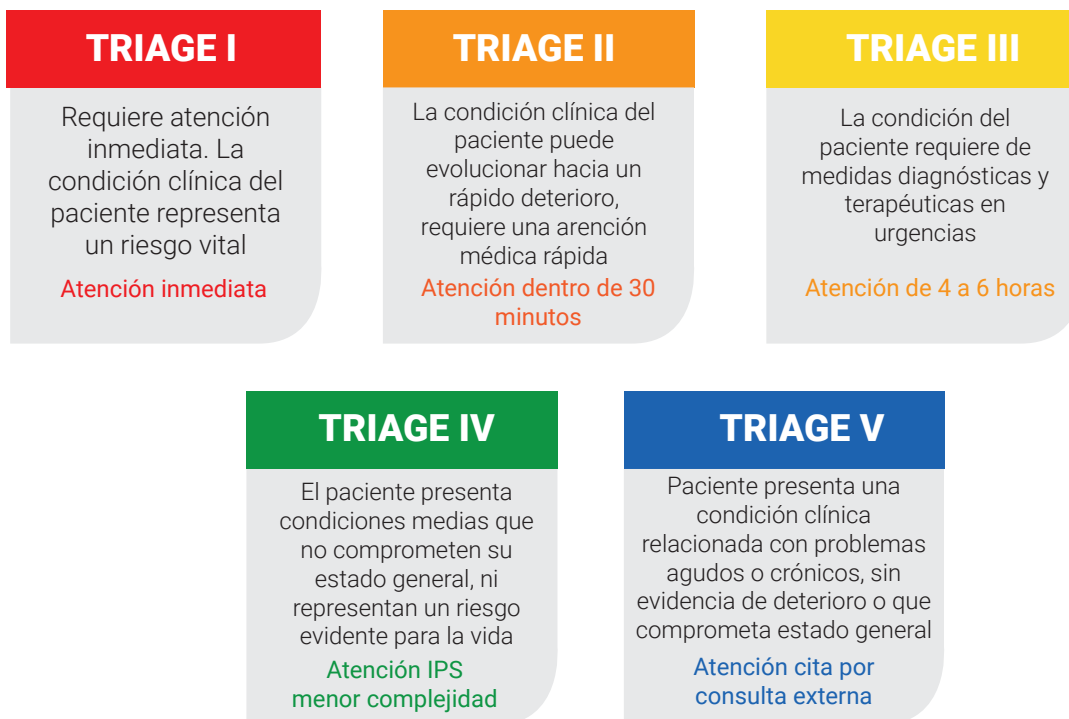 TRIAGE I
Requiere atención
inmediata. La
condición clínica del
paciente representa
un riesgo vital
Atención inmediata
TRIAGE II
La condición clínica del
paciente puede
evolucionar hacia un
rápido deterioro,
requiere una arención
médica rápida
Atención dentro de 30
minutos
TRIAGE III
La condición del
paciente requiere de
medidas diagnósticas y
terapéuticas en
urgencias
Atención de 4 a 6 horas
TRIAGE IV
El paciente presenta
condiciones medias que
no comprometen su
estado general, ni
representan un riesgo
evidente para la vida
Atención IPS
menor complejidad
TRIAGE V
Paciente presenta una
condición clínica
relacionada con problemas
agudos o crónicos, sin
evidencia de deterioro o que
comprometa estado general
Atención cita por
consulta externa